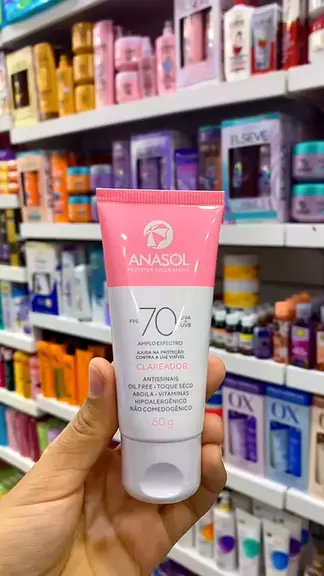 ELSEVE
ANASOL
PROTETOR SOLAR FACIAL
FPS 70 UVA
UVB
AMPLO ESPECTRO
AJUDA NA PROTEÇÃO
CONTRA A LUZ VISÍVEL
CLAREADOR
ANTISSINAIS
OIL FREE • TOQUE SECO
ARGILA • VITAMINAS
HIPOALERGÊNICO
NÃO COMEDOGÊNICO
60 g
OX
OX